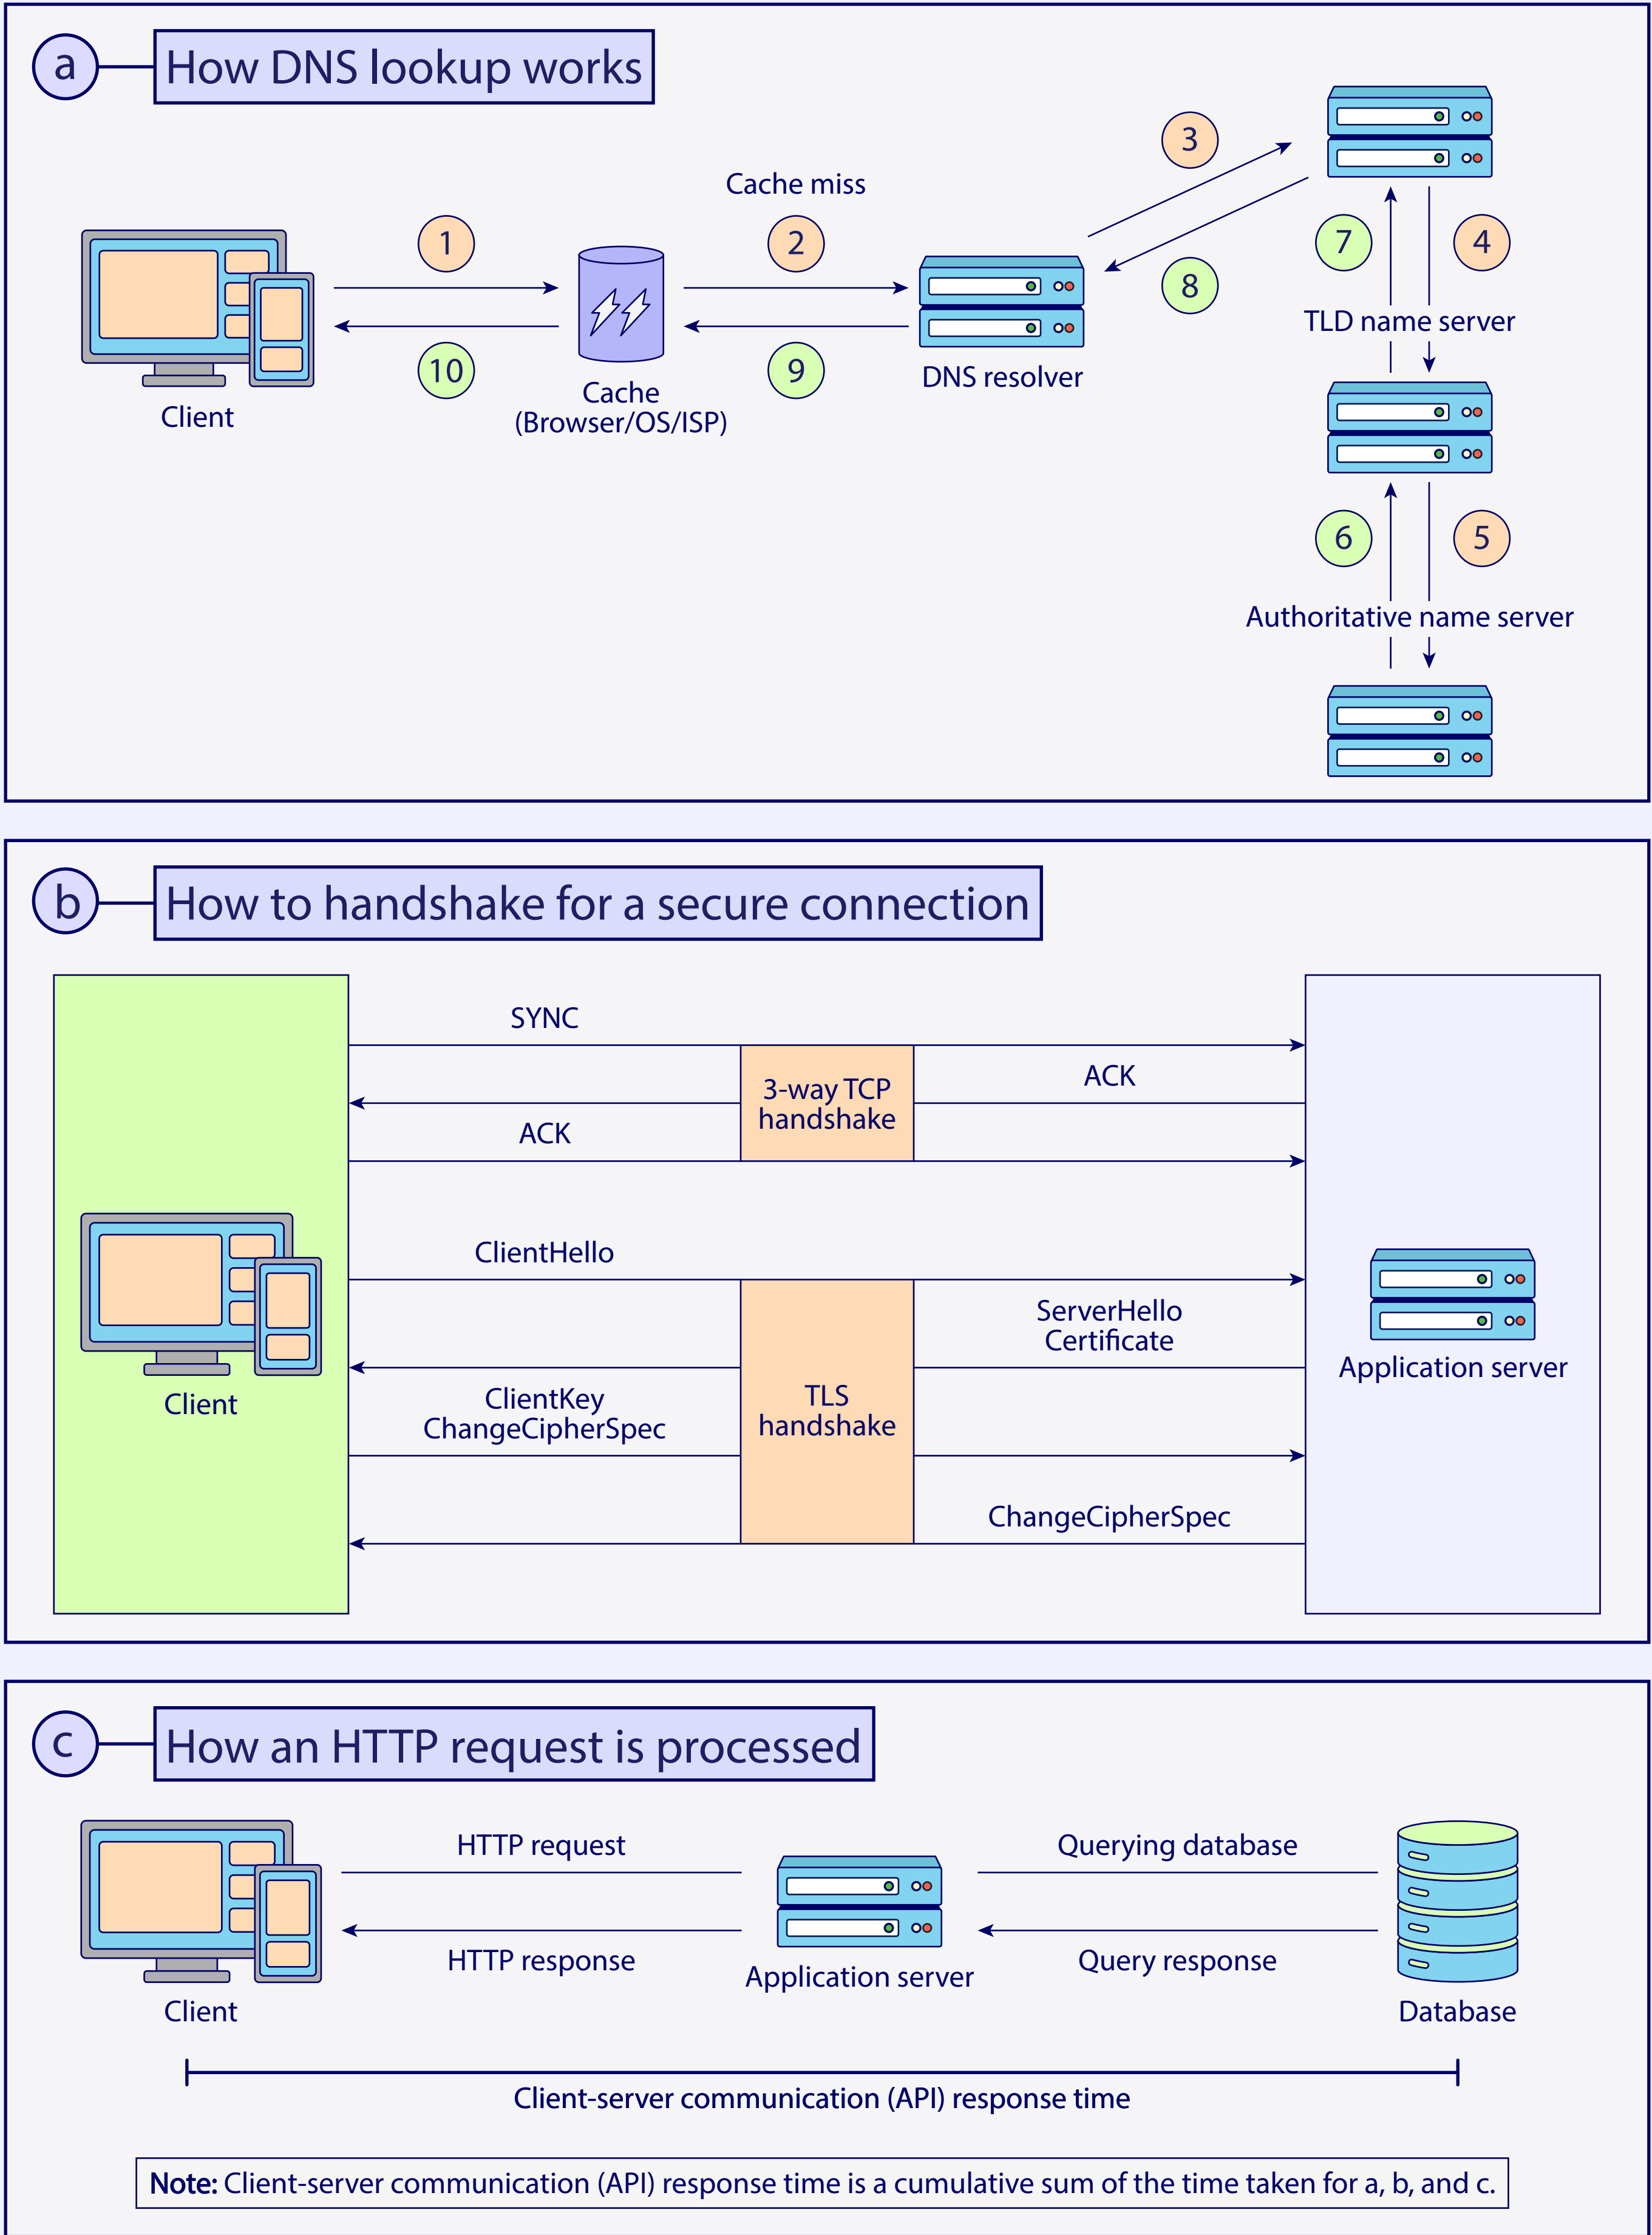 a
How DNS lookup works
3
Cache miss
1
2
7
4
8
TLD name server
10
9
DNS resolver
Client
Cache
(Browser/OS/ISP)
6
5
Authoritative name server
b
How to handshake for a secure connection
SYNC
3-way TCP
handshake
ACK
ACK
ClientHello
ServerHello
Certificate
Application server
Client
ClientKey
ChangeCipherSpec
TLS
handshake
ChangeCipherSpec
c
How an HTTP request is processed
HTTP request
Querying database
HTTP response
Application server
Query response
Client
Database
Client-server communication (API) response time
Note: Client-server communication (API) response time is a cumulative sum of the time taken for a, b, and c.